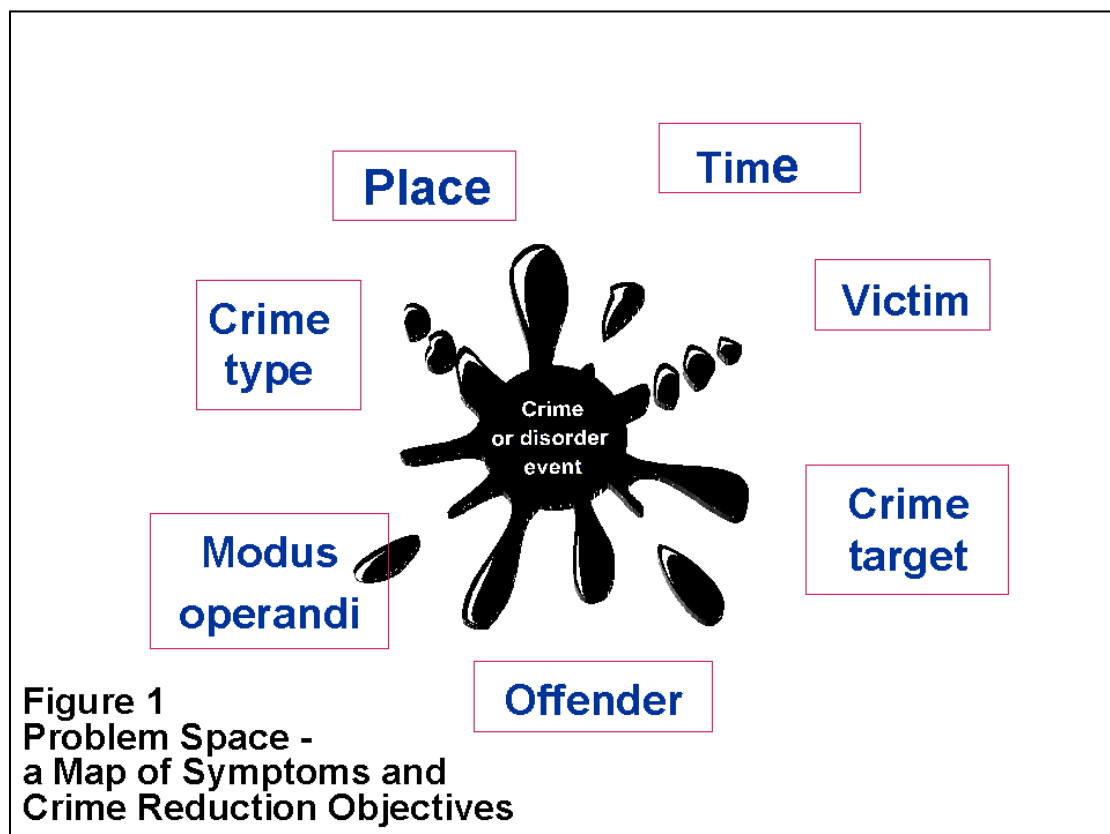 Place
Time
Victim
Crime
type
Crime
or disorder
event
Crime
target
Modus
operandi
Offender
Figure 1
Problem Space -
a Map of Symptoms and
Crime Reduction Objectives